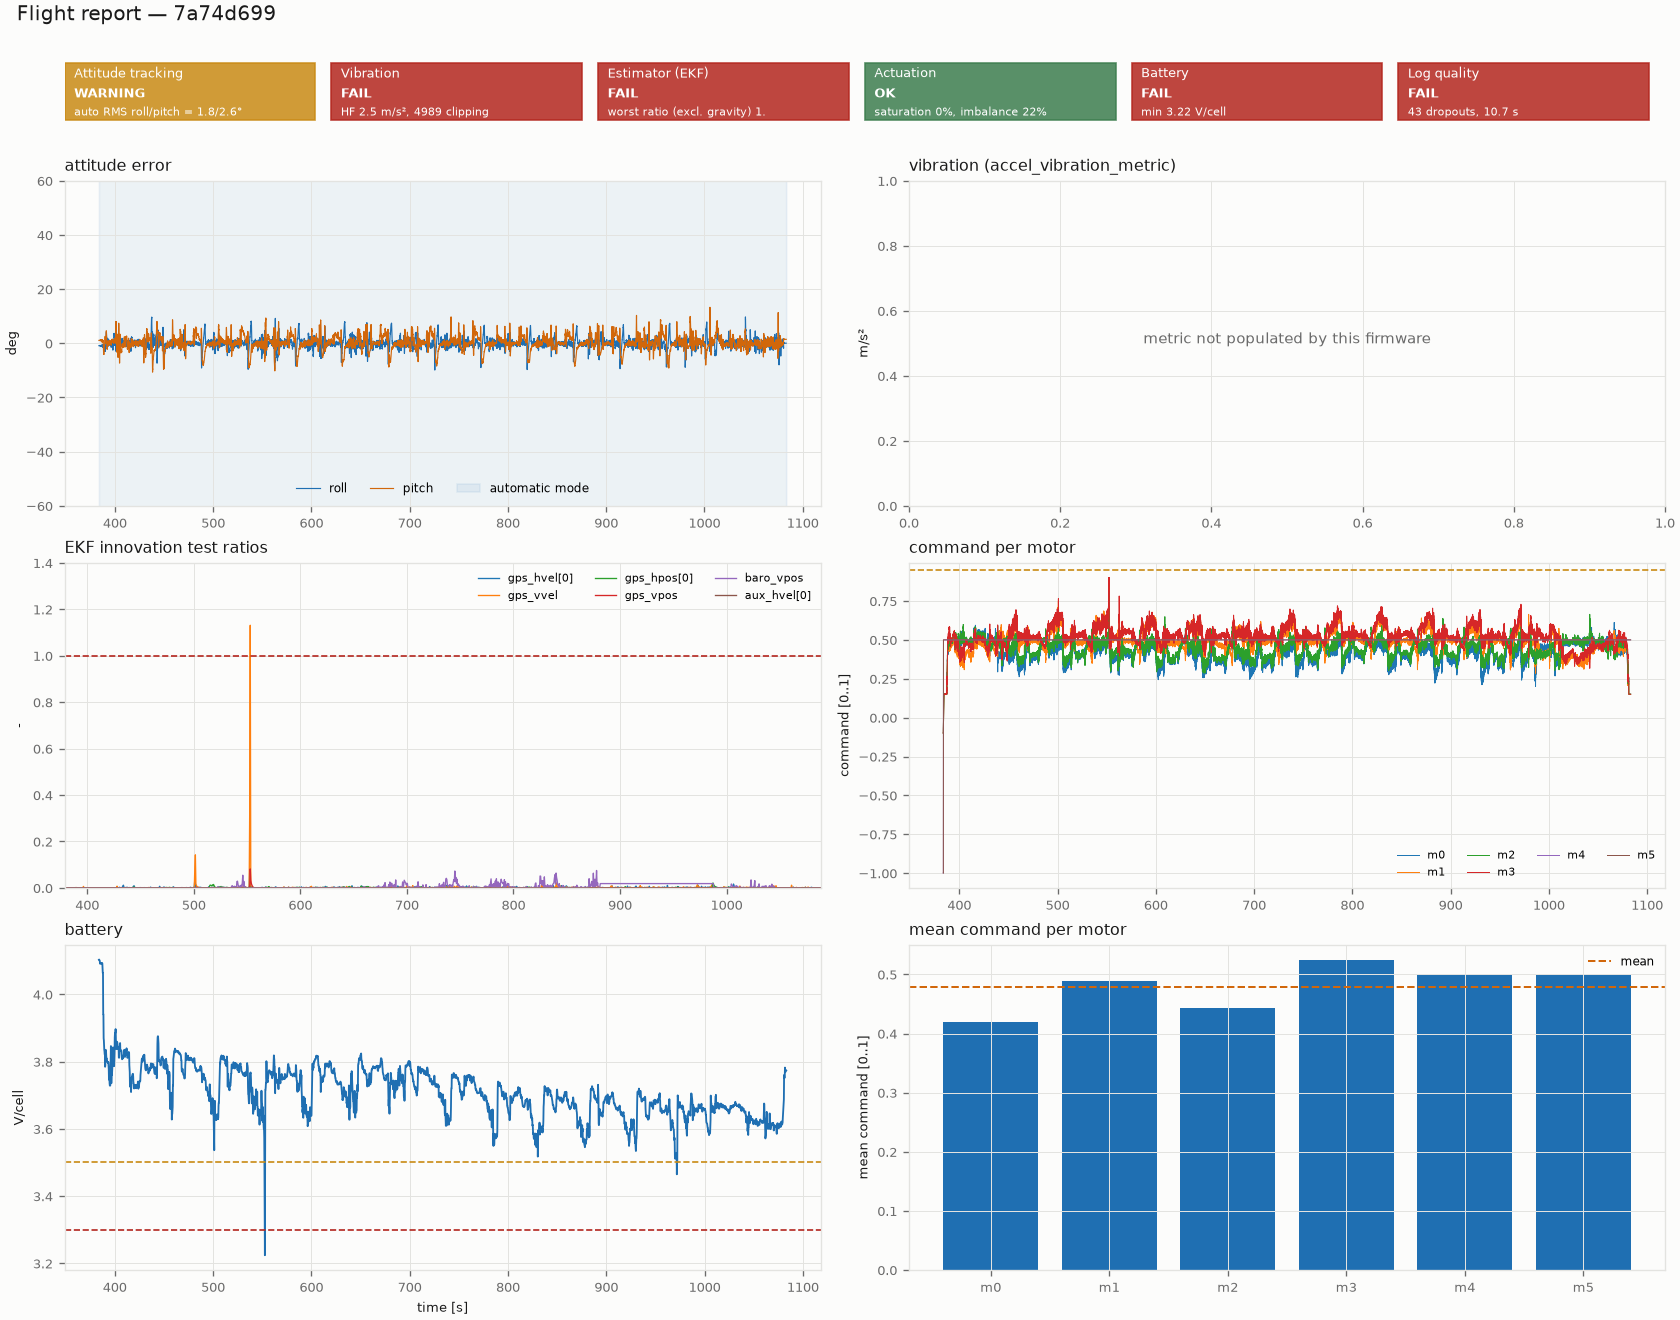 Flight report — 7a74d699
Attitude tracking
WARNING
auto RMS roll/pitch = 1.8/2.6°
Vibration
FAIL
HF 2.5 m/s², 4989 clipping
Estimator (EKF)
FAIL
worst ratio (excl. gravity) 1.
Actuation
OK
saturation 0%, imbalance 22%
Battery
FAIL
min 3.22 V/cell
Log quality
FAIL
43 dropouts, 10.7 s
attitude error
60
40
20
0
−20
−40
−60
deg
400 500 600 700 800 900 1000 1100
roll pitch automatic mode
vibration (accel_vibration_metric)
1.0
0.8
0.6
0.4
0.2
0.0
m/s²
metric not populated by this firmware
0.0 0.2 0.4 0.6 0.8 1.0
EKF innovation test ratios
1.4
1.2
1.0
0.8
0.6
0.4
0.2
0.0
-
gps_hvel[0] gps_hpos[0] baro_vpos
gps_vvel gps_vpos aux_hvel[0]
400 500 600 700 800 900 1000
command per motor
0.75
0.50
0.25
0.00
−0.25
−0.50
−0.75
−1.00
command [0..1]
m0 m2 m4 m5
m1 m3
400 500 600 700 800 900 1000 1100
battery
4.0
3.8
3.6
3.4
3.2
V/cell
400 500 600 700 800 900 1000 1100
time [s]
mean command per motor
0.5
0.4
0.3
0.2
0.1
0.0
mean command [0..1]
mean
m0 m1 m2 m3 m4 m5